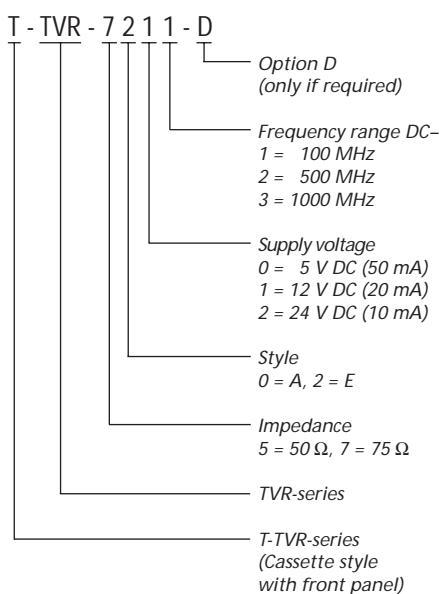 T - TVR - 7 2 1 1 - D
Option D
(only if required)
Frequency range DC–
1 = 100 MHz
2 = 500 MHz
3 = 1000 MHz
Supply voltage
0 = 5 V DC (50 mA)
1 = 12 V DC (20 mA)
2 = 24 V DC (10 mA)
Style
0 = A, 2 = E
Impedance
5 = 50 Ω, 7 = 75 Ω
TVR-series
T-TVR-series
(Cassette style
with front panel)